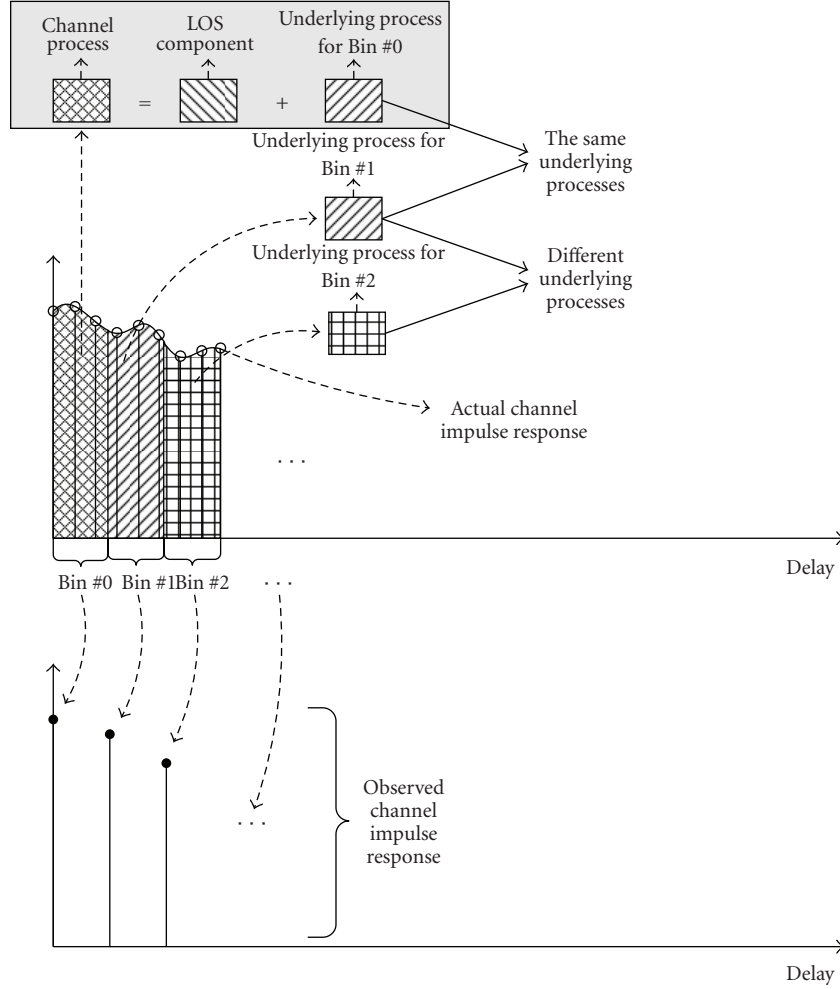 Channel
process
LOS
component
Underlying process
for Bin #0
=
+
Underlying process for
Bin #1
The same
underlying
processes
Underlying process for
Bin #2
Different
underlying
processes
Actual channel
impulse response
. . .
Delay
Bin #0 Bin #1Bin #2 . . .
Observed
channel
impulse
response
. . .
Delay